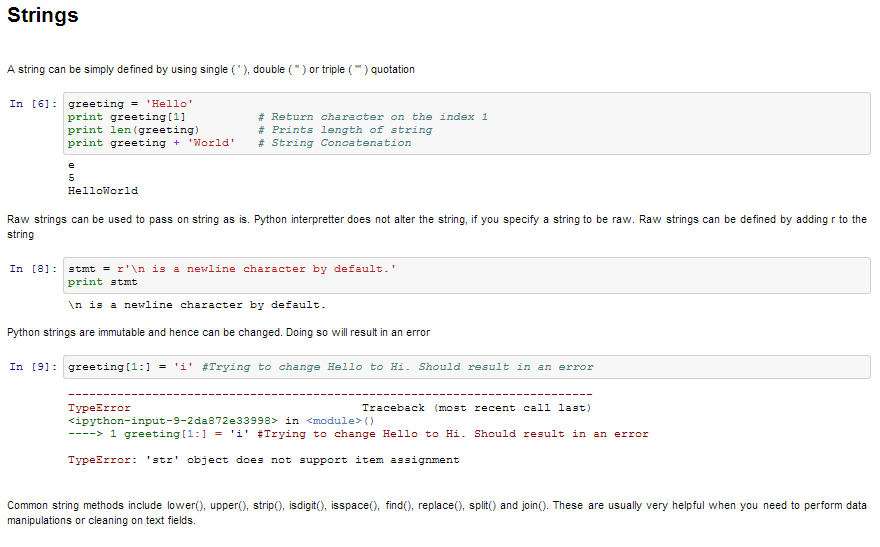 Strings
A string can be simply defined by using single ( ' ), double ( " ) or triple ( ''' ) quotation
In [6]: greeting = 'Hello'
print greeting[1] # Return character on the index 1
print len(greeting) # Prints length of string
print greeting + 'World' # String Concatenation
e
5
HelloWorld
Raw strings can be used to pass on string as is. Python interpretter does not alter the string, if you specify a string to be raw. Raw strings can be defined by adding r to the
string
In [8]: stmt = r'\n is a newline character by default.'
print stmt
\n is a newline character by default.
Python strings are immutable and hence can be changed. Doing so will result in an error
In [9]: greeting[1:] = 'i' #Trying to change Hello to Hi. Should result in an error
---------------------------------------------------------------------------
TypeError Traceback (most recent call last)
<ipython-input-9-2da872e33998> in <module>()
----> 1 greeting[1:] = 'i' #Trying to change Hello to Hi. Should result in an error
TypeError: 'str' object does not support item assignment
Common string methods include lower(), upper(), strip(), isdigit(), isspace(), find(), replace(), split() and join(). These are usually very helpful when you need to perform data
manipulations or cleaning on text fields.